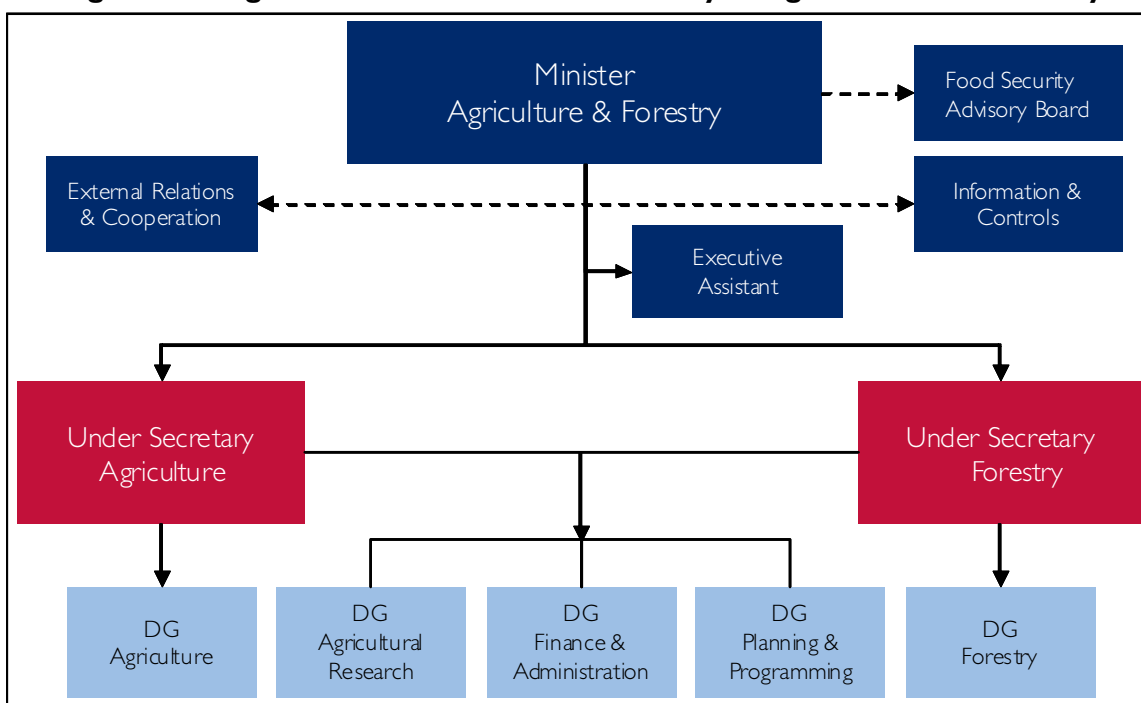 Minister
Agriculture & Forestry
Food Security
Advisory Board
External Relations
& Cooperation
Information &
Controls
Executive
Assistant
Under Secretary
Agriculture
Under Secretary
Forestry
DG
Agriculture
DG
Agricultural
Research
DG
Finance &
Administration
DG
Planning &
Programming
DG
Forestry